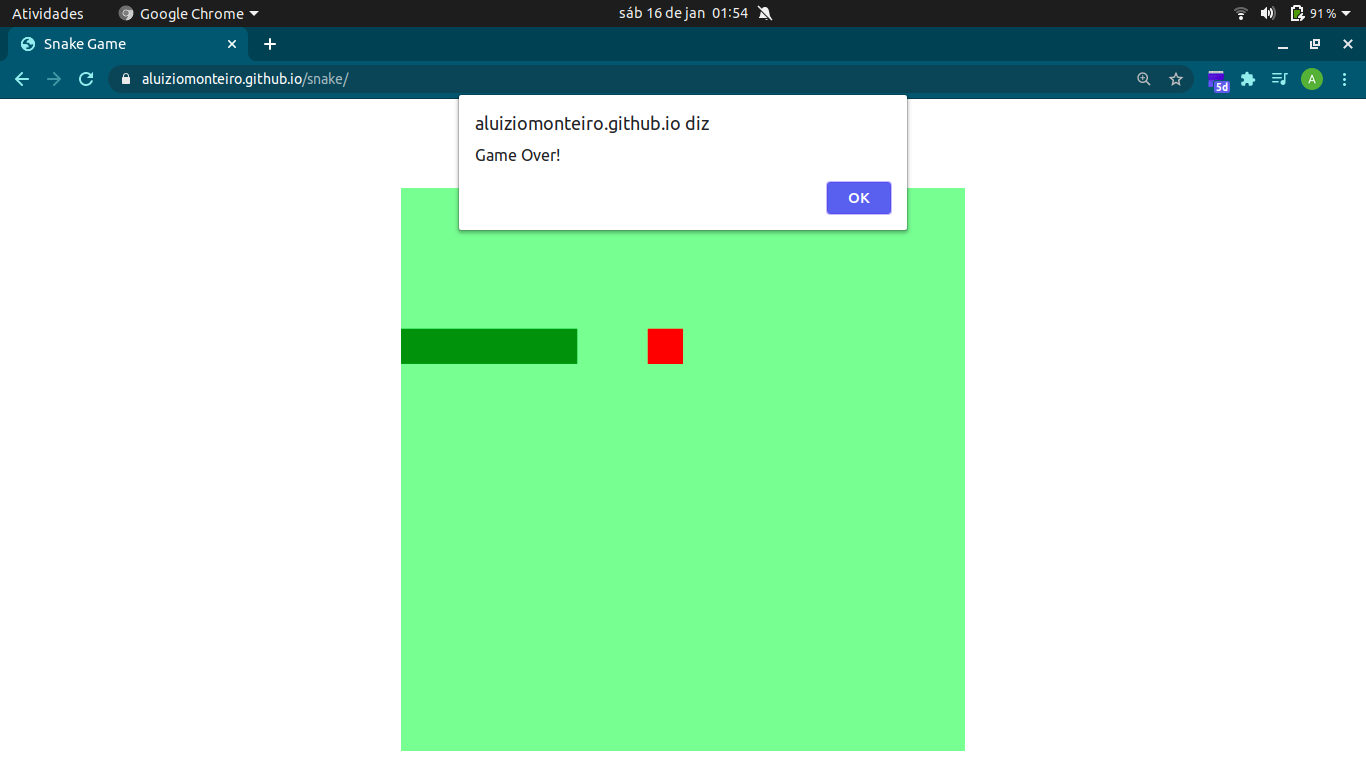 Atividades Google Chrome sáb 16 de jan 01:54 91%
Snake Game
aluiziomonteiro.github.io/snake/ 5d A
aluiziomonteiro.github.io diz
Game Over!
OK